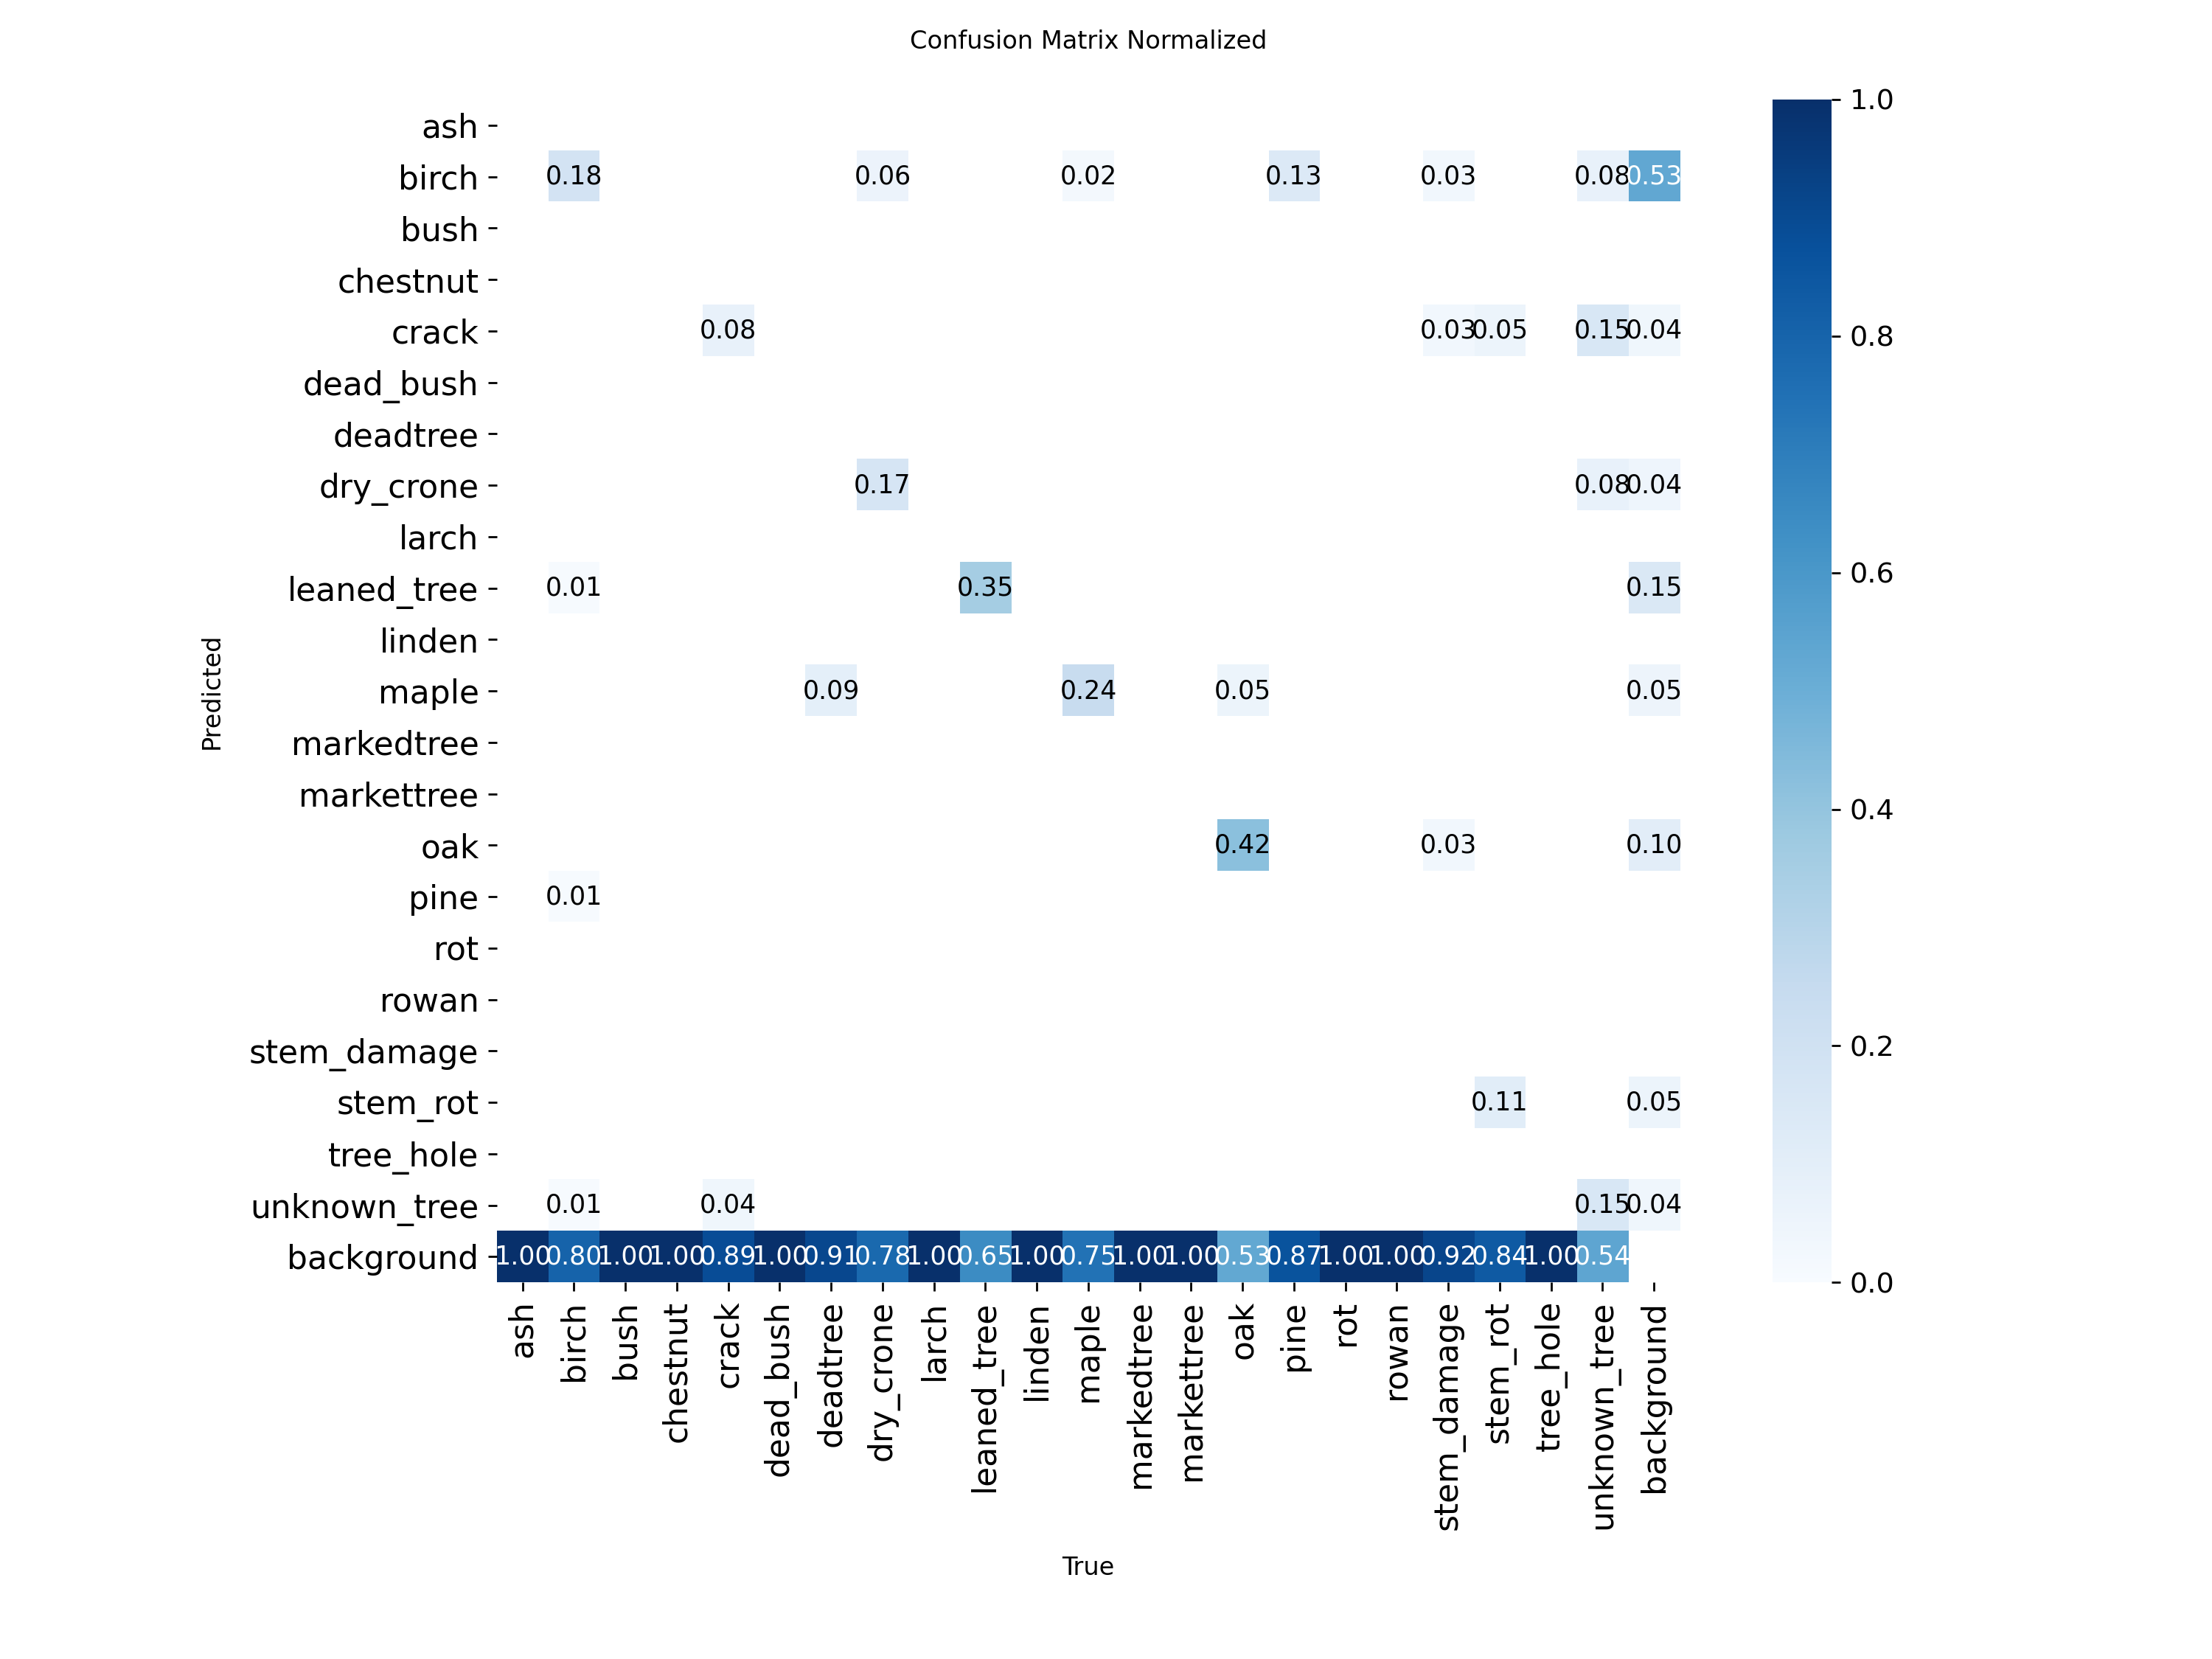 Confusion Matrix Normalized
ash
birch 0.18 0.06 0.02 0.13 0.03 0.08 0.53
bush
chestnut
crack 0.08 0.03 0.05 0.15 0.04
dead_bush
deadtree
dry_crone 0.17 0.08 0.04
larch
leaned_tree 0.01 0.35 0.15
linden
maple 0.09 0.24 0.05 0.05
markedtree
markettree
oak 0.42 0.03 0.10
pine 0.01
rot
rowan
stem_damage
stem_rot 0.11 0.05
tree_hole
unknown_tree 0.01 0.04 0.15 0.04
background 1.00 0.80 1.00 1.00 0.89 1.00 0.91 0.78 1.00 0.65 1.00 0.75 1.00 1.00 0.53 0.87 1.00 1.00 0.92 0.84 1.00 0.54
Predicted
ash birch bush chestnut crack dead_bush deadtree dry_crone larch leaned_tree linden maple markedtree markettree oak pine rot rowan stem_damage stem_rot tree_hole unknown_tree background
True
1.0
0.8
0.6
0.4
0.2
0.0